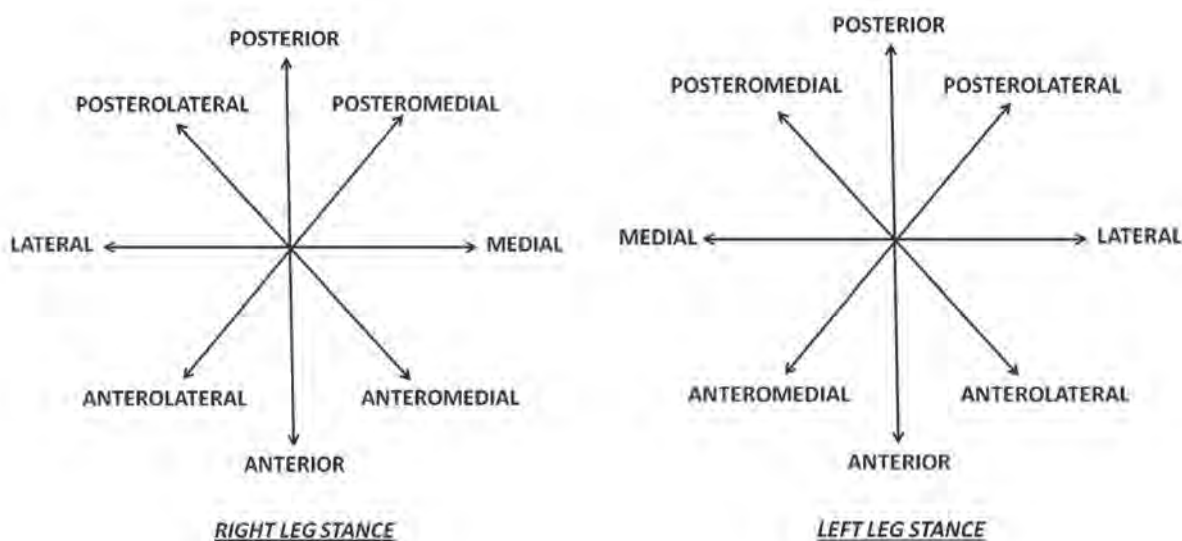 POSTERIOR
POSTEROLATERAL
POSTEROMEDIAL
LATERAL
MEDIAL
ANTEROLATERAL
ANTEROMEDIAL
ANTERIOR
RIGHT LEG STANCE
POSTERIOR
POSTEROMEDIAL
POSTEROLATERAL
MEDIAL
LATERAL
ANTEROMEDIAL
ANTEROLATERAL
ANTERIOR
LEFT LEG STANCE